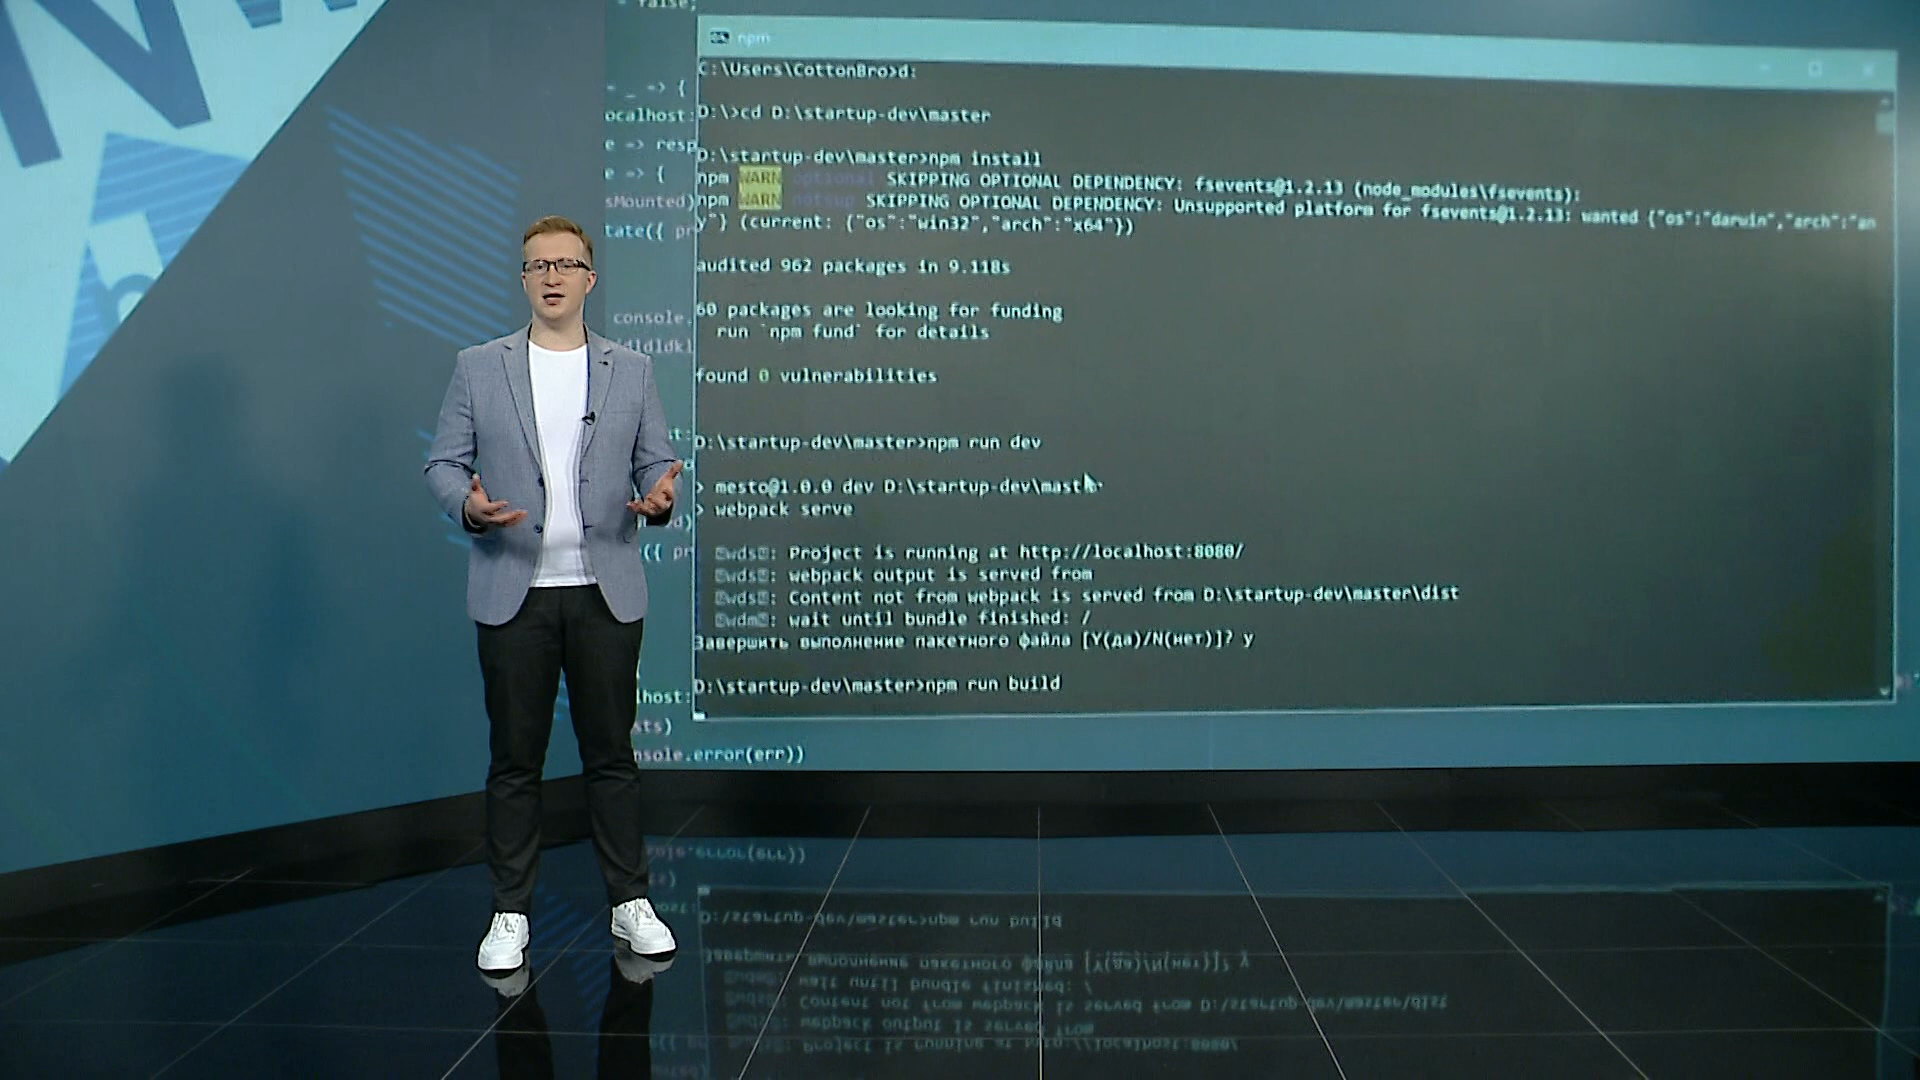 = false;
- _ => {
ocalhost:
e => resp
e => {
sMounted)
tate({ pr
console.
({ pr
lhost:
sts)
nsole.error(err))
npm
C:\Users\CottonBro>d:
D:\>cd D:\startup-dev\master
D:\startup-dev\master>npm install
npm WARN optional SKIPPING OPTIONAL DEPENDENCY: fsevents@1.2.13 (node_modules\fsevents):
npm WARN notsup SKIPPING OPTIONAL DEPENDENCY: Unsupported platform for fsevents@1.2.13: wanted {"os":"darwin","arch":"an
y"} (current: {"os":"win32","arch":"x64"})
audited 962 packages in 9.118s
60 packages are looking for funding
run `npm fund` for details
found 0 vulnerabilities
D:\startup-dev\master>npm run dev
> mesto@1.0.0 dev D:\startup-dev\master
> webpack serve
wds: Project is running at http://localhost:8080/
wds: webpack output is served from
wds: Content not from webpack is served from D:\startup-dev\master\dist
wdm: wait until bundle finished: /
Завершить выполнение пакетного файла [Y(да)/N(нет)]? y
D:\startup-dev\master>npm run build